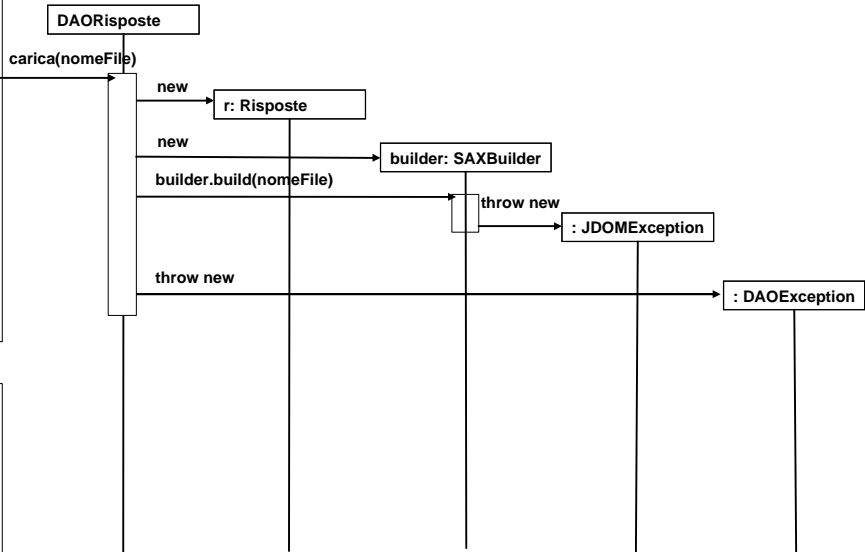 DAORisposte
carica(nomeFile)
new
r: Risposte
new
builder: SAXBuilder
builder.build(nomeFile)
throw new
: JDOMException
throw new
: DAOException